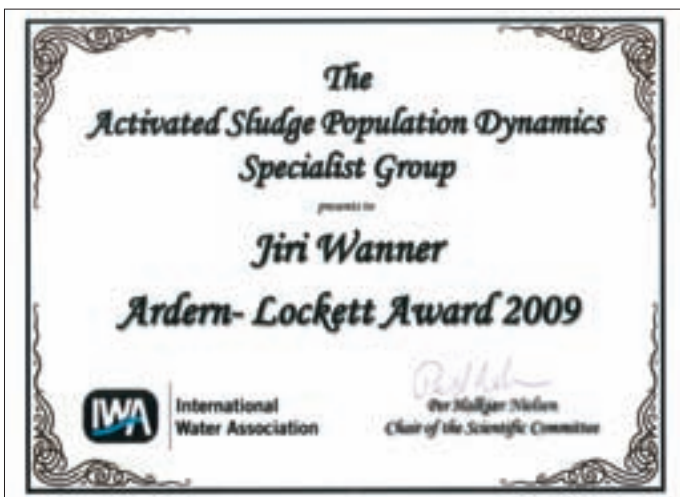 The
Activated Sludge Population Dynamics
Specialist Group
presents to
Jiri Wanner
Ardern- Lockett Award 2009
IWA
International
Water Association
Per Halkjær Nielsen
Chair of the Scientific Committee